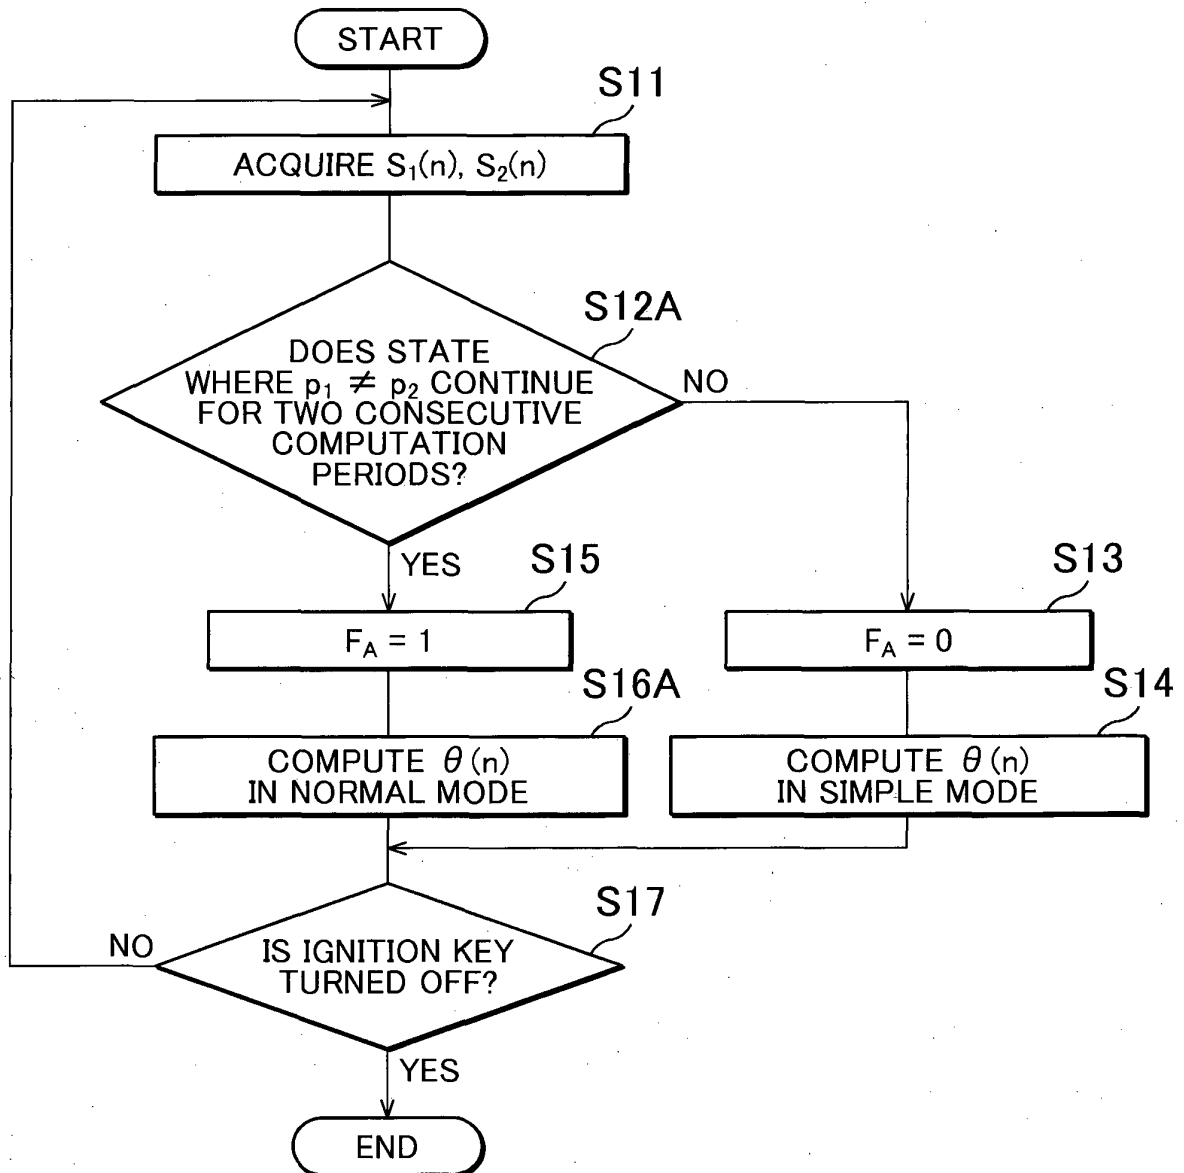 START
S11
ACQUIRE S₁(n), S₂(n)
S12A
DOES STATE
WHERE p₁ ≠ p₂ CONTINUE
FOR TWO CONSECUTIVE
COMPUTATION
PERIODS?
NO
YES
S15
F_A = 1
S13
F_A = 0
S16A
COMPUTE θ(n)
IN NORMAL MODE
S14
COMPUTE θ(n)
IN SIMPLE MODE
S17
IS IGNITION KEY
TURNED OFF?
NO
YES
END